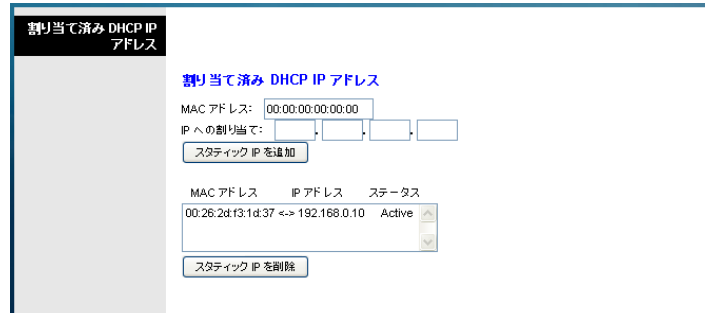 割り当て済み DHCP IP
アドレス
割り当て済み DHCP IP アドレス
MAC アドレス: 00:00:00:00:00:00
IP への割り当て: . . .
スタティック IP を追加
MAC アドレス IP アドレス ステータス
00:26:2d:f3:1d:37 <-> 192.168.0.10 Active
スタティック IP を削除